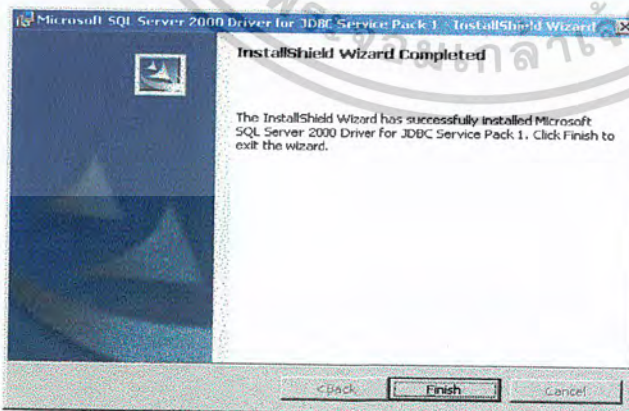 Microsoft SQL Server 2000 Driver for JDBC Service Pack 1 - InstallShield Wizard
InstallShield Wizard Completed
The InstallShield Wizard has successfully installed Microsoft
SQL Server 2000 Driver for JDBC Service Pack 1. Click Finish to
exit the wizard.
<Back
Finish
Cancel